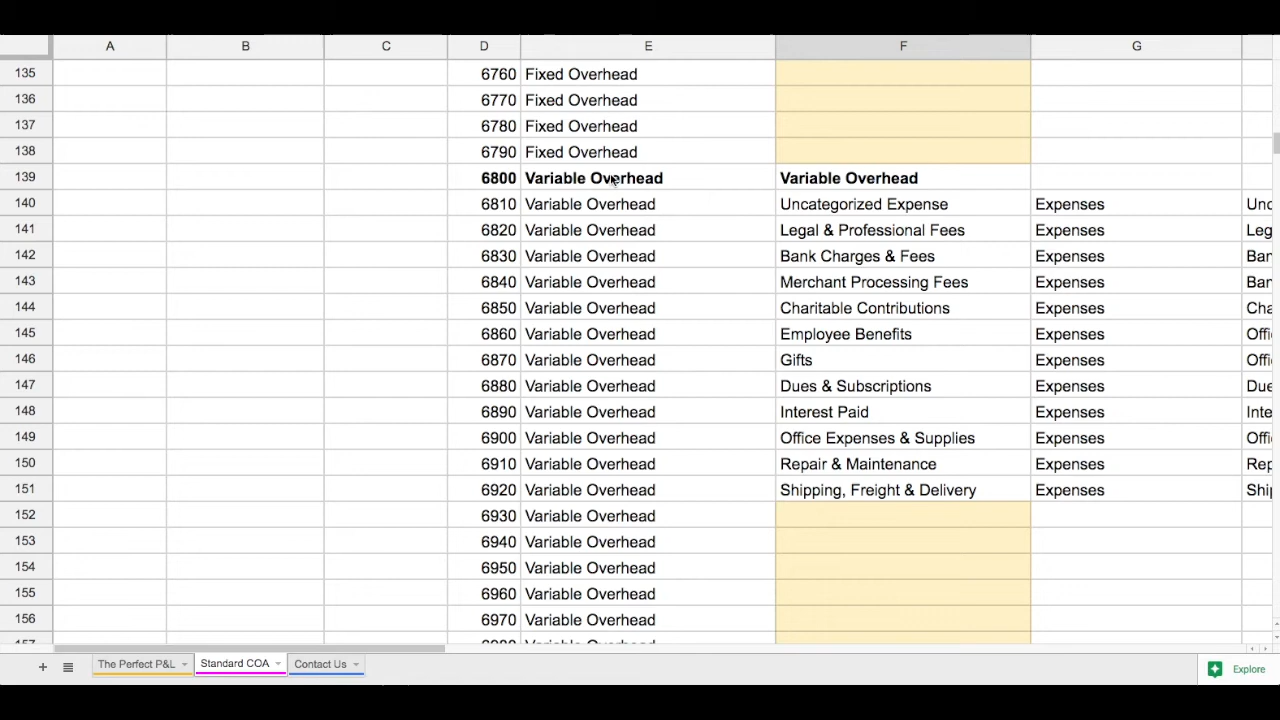 A B C D E F G
135 6760 Fixed Overhead
136 6770 Fixed Overhead
137 6780 Fixed Overhead
138 6790 Fixed Overhead
139 6800 Variable Overhead Variable Overhead
140 6810 Variable Overhead Uncategorized Expense Expenses Unc
141 6820 Variable Overhead Legal & Professional Fees Expenses Leg
142 6830 Variable Overhead Bank Charges & Fees Expenses Ban
143 6840 Variable Overhead Merchant Processing Fees Expenses Mer
144 6850 Variable Overhead Charitable Contributions Expenses Cha
145 6860 Variable Overhead Employee Benefits Expenses Offi
146 6870 Variable Overhead Gifts Expenses Offi
147 6880 Variable Overhead Dues & Subscriptions Expenses Due
148 6890 Variable Overhead Interest Paid Expenses Inte
149 6900 Variable Overhead Office Expenses & Supplies Expenses Offi
150 6910 Variable Overhead Repair & Maintenance Expenses Rep
151 6920 Variable Overhead Shipping, Freight & Delivery Expenses Ship
152 6930 Variable Overhead
153 6940 Variable Overhead
154 6950 Variable Overhead
155 6960 Variable Overhead
156 6970 Variable Overhead
157 6980 Variable Overhead
The Perfect P&L Standard COA Contact Us Explore